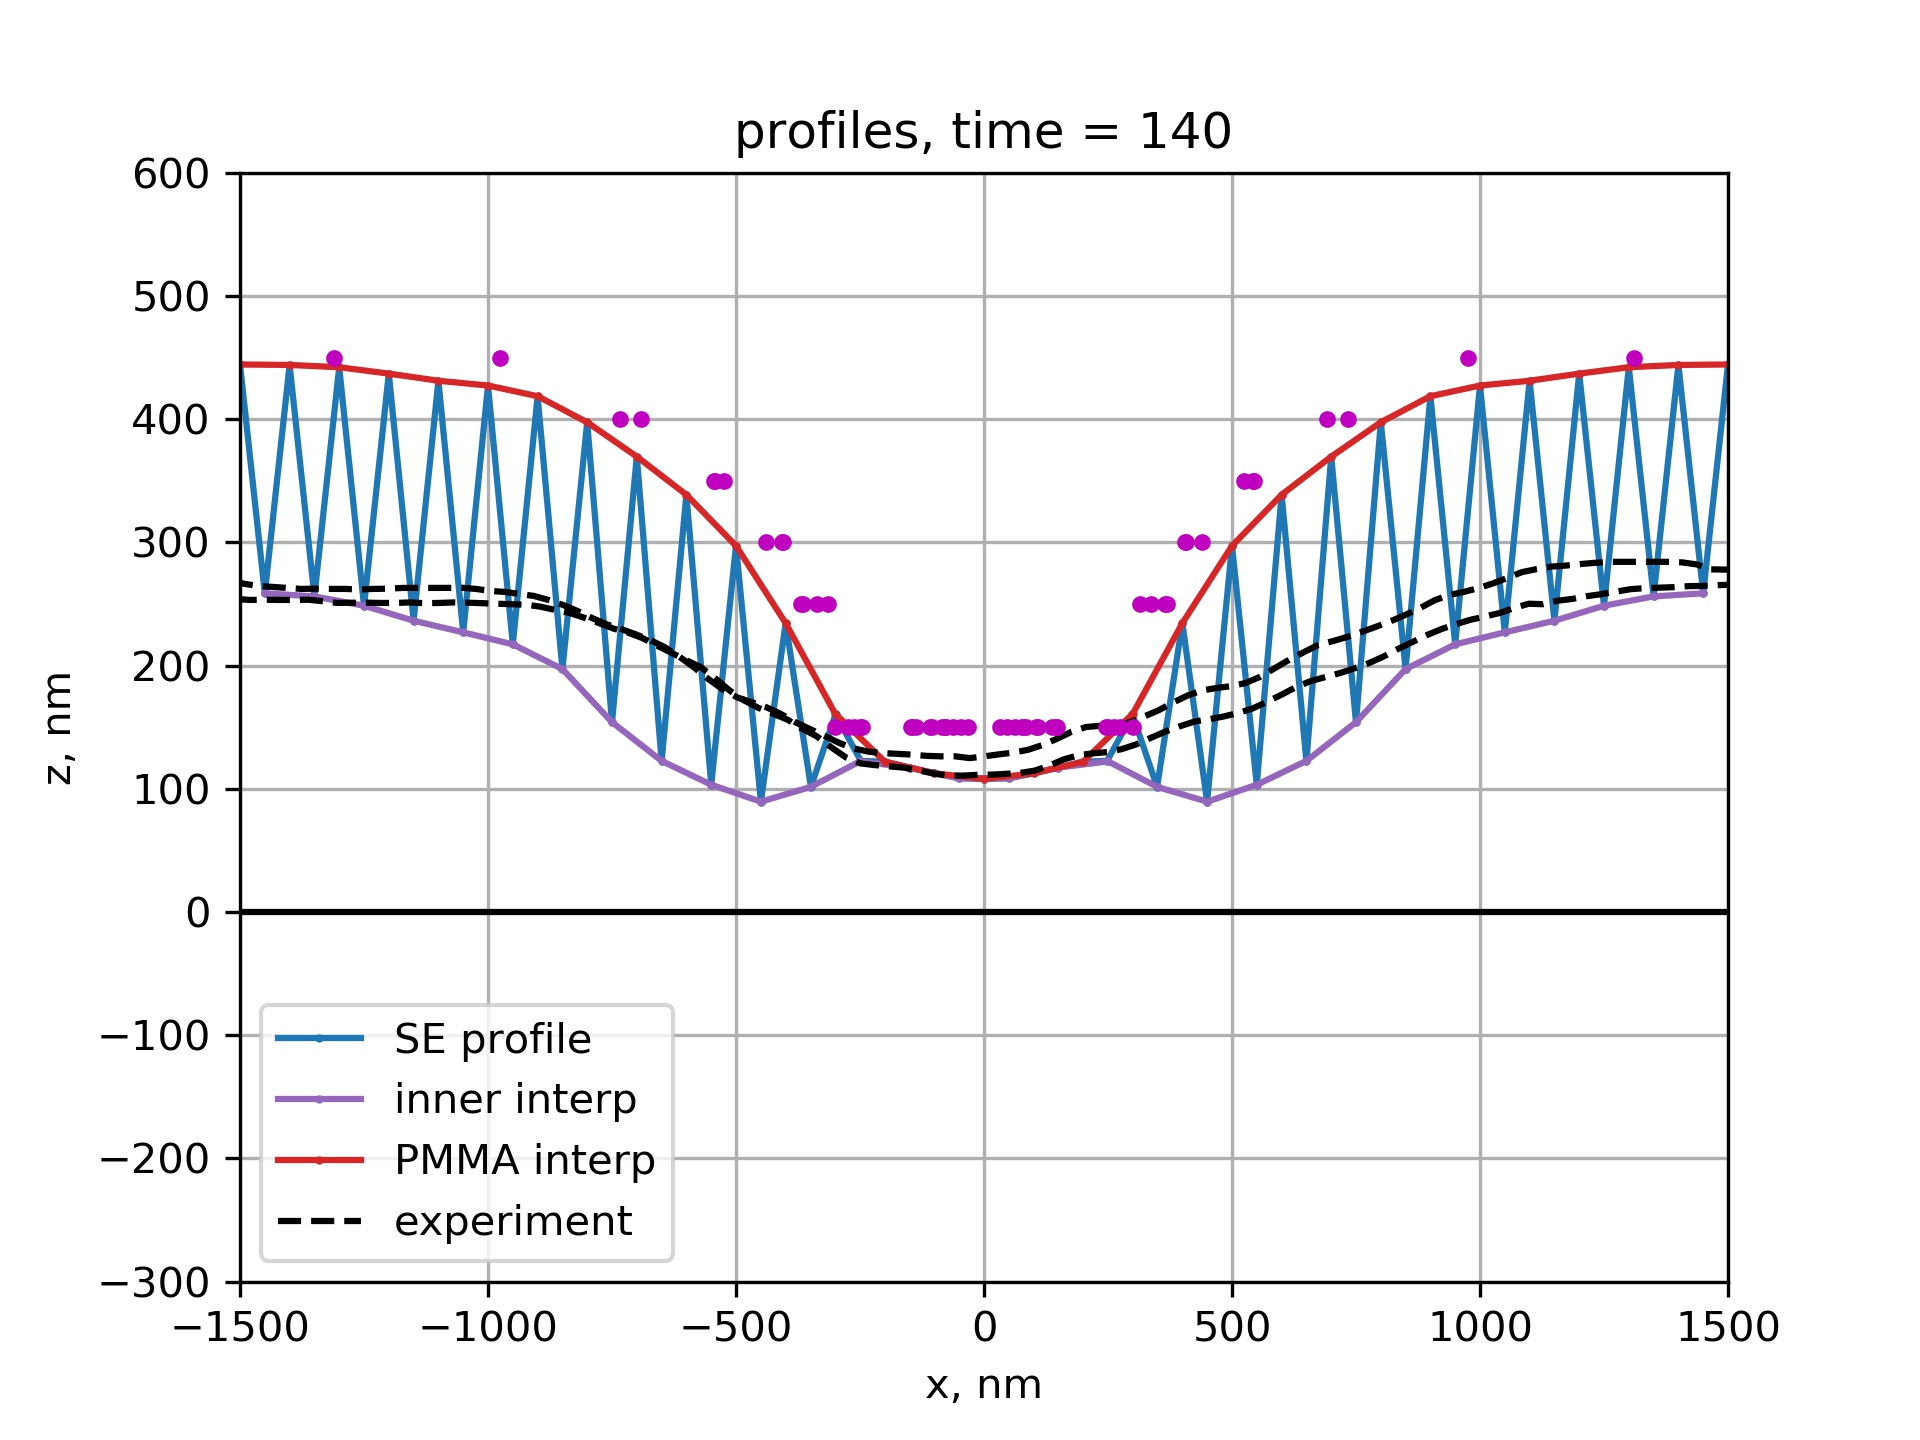 profiles, time = 140
600
500
400
300
200
100
0
−100
−200
−300
z, nm
SE profile
inner interp
PMMA interp
experiment
−1500 −1000 −500 0 500 1000 1500
x, nm